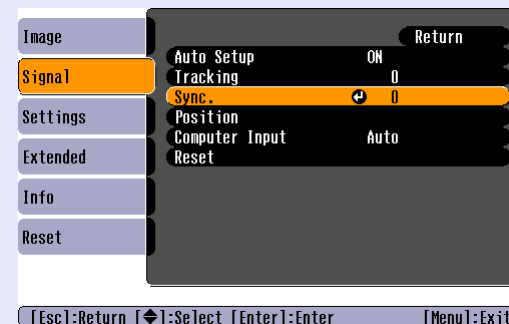 Image
Signal
Settings
Extended
Info
Reset
Return
Auto Setup ON
Tracking 0
Sync. 0
Position
Computer Input Auto
Reset
[Esc]:Return [◆]:Select [Enter]:Enter [Menu]:Exit